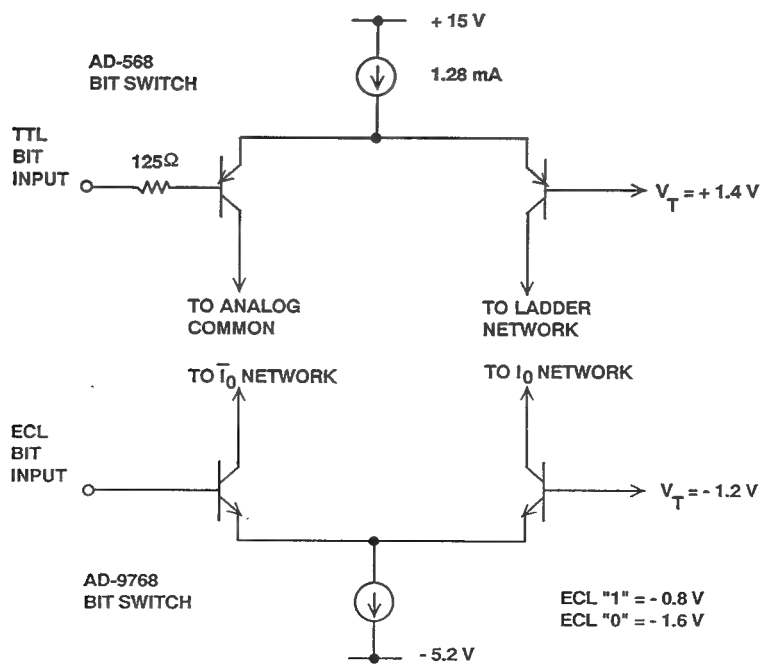 + 15 V
AD-568
BIT SWITCH
1.28 mA
TTL
BIT
INPUT
125Ω
V_T = + 1.4 V
TO ANALOG
COMMON
TO LADDER
NETWORK
TO I̅₀ NETWORK
TO I₀ NETWORK
ECL
BIT
INPUT
V_T = - 1.2 V
AD-9768
BIT SWITCH
ECL "1" = - 0.8 V
ECL "0" = - 1.6 V
- 5.2 V